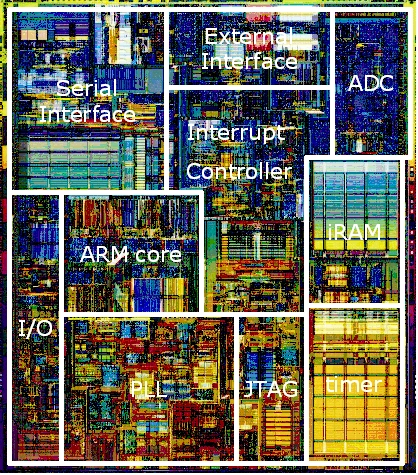 External
Interface
ADC
Serial
Interface
Interrupt
Controller
iRAM
ARM core
I/O
PLL
JTAG
timer